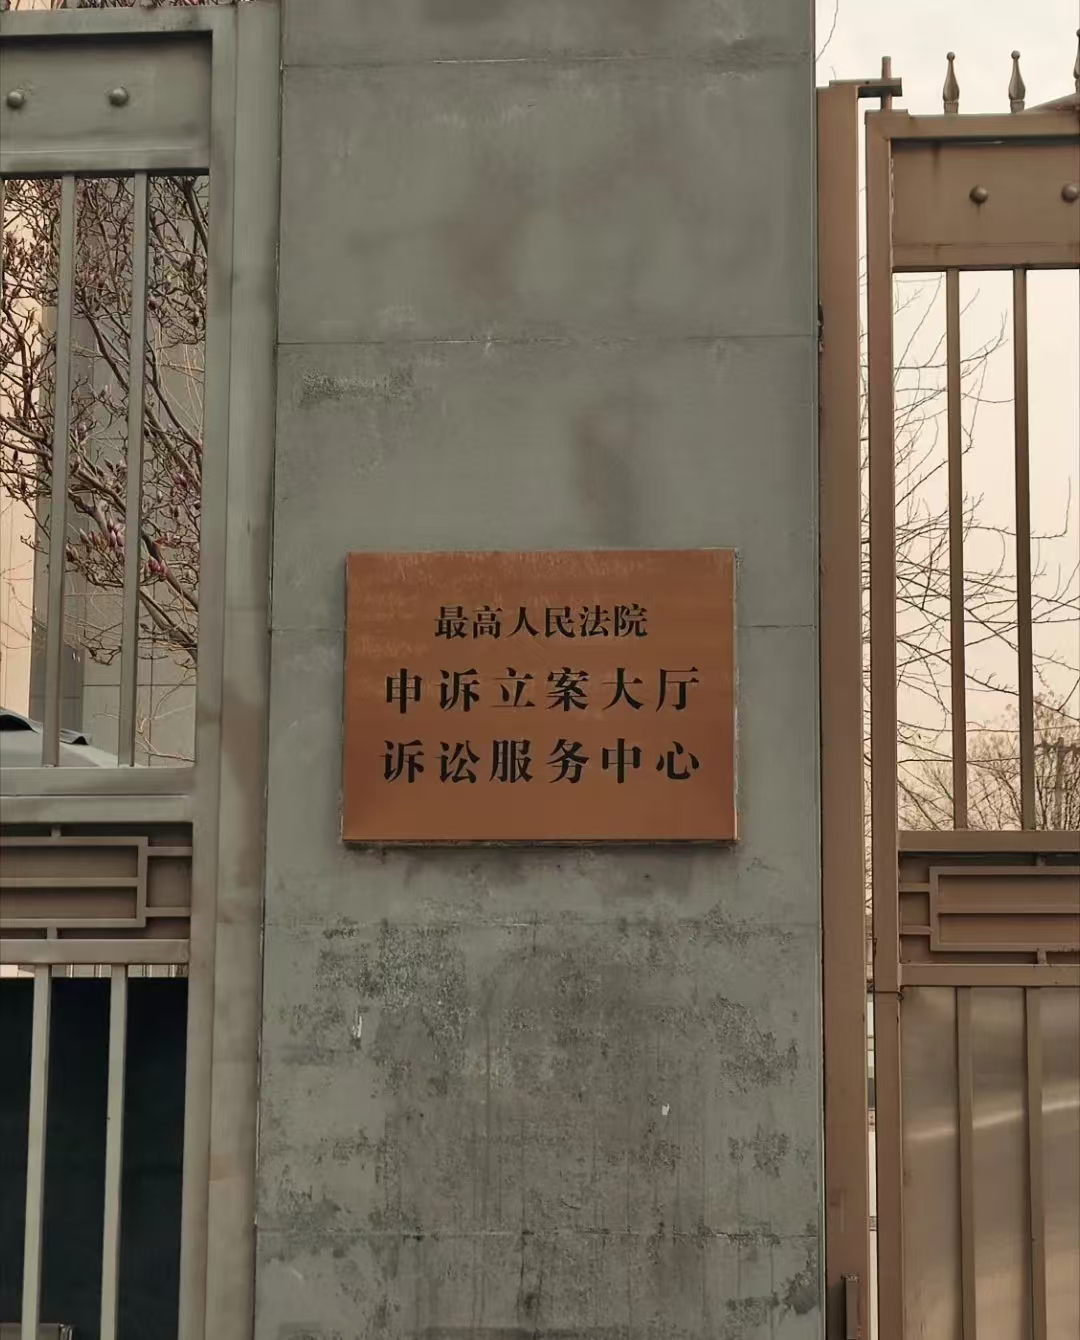 最高人民法院
申诉立案大厅
诉讼服务中心